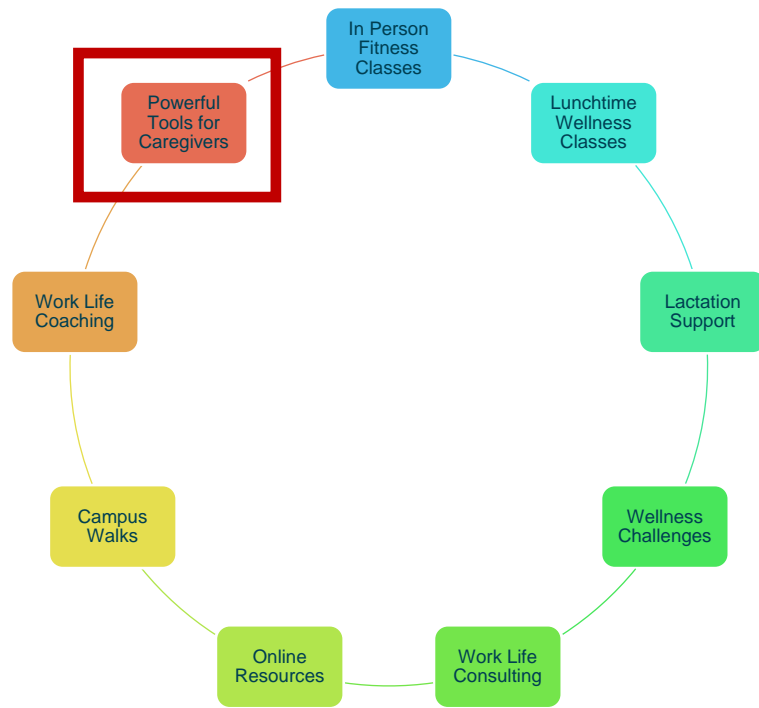 In Person
Fitness
Classes
Lunchtime
Wellness
Classes
Lactation
Support
Wellness
Challenges
Work Life
Consulting
Online
Resources
Campus
Walks
Work Life
Coaching
Powerful
Tools for
Caregivers